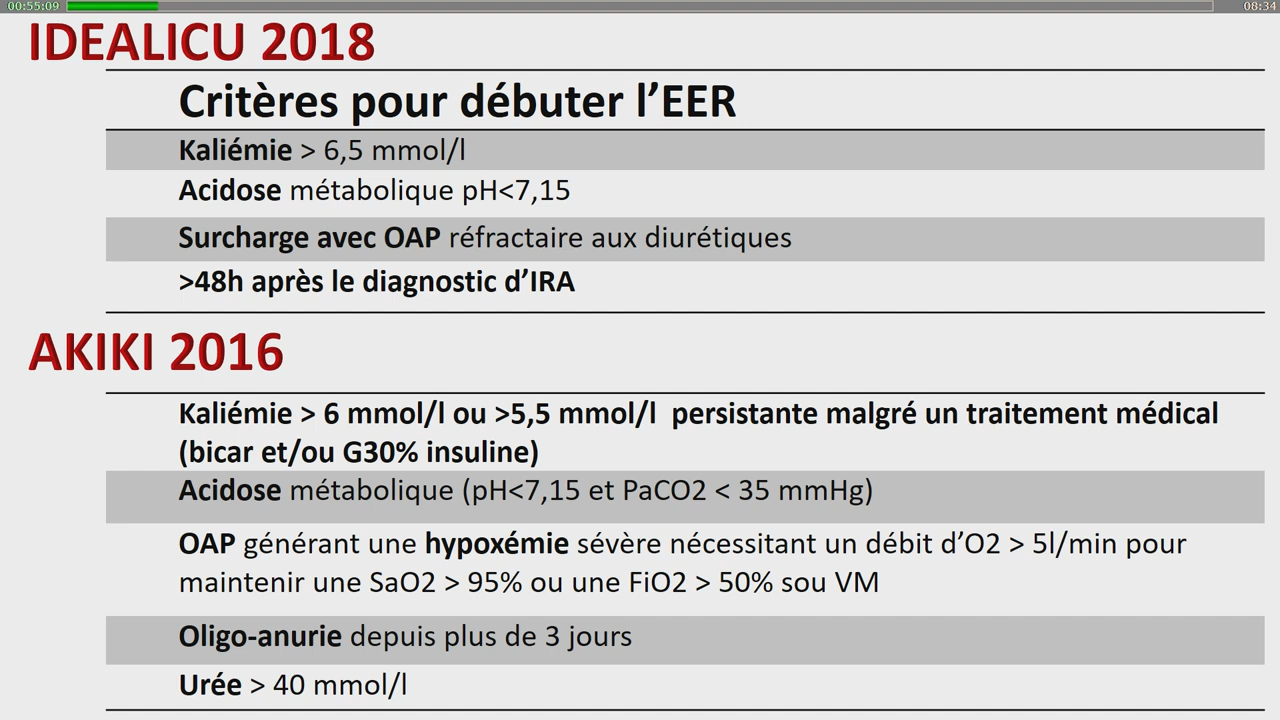 00:55:09
08:34
IDEALICU 2018
Critères pour débuter l’EER
Kaliémie > 6,5 mmol/l
Acidose métabolique pH<7,15
Surcharge avec OAP réfractaire aux diurétiques
>48h après le diagnostic d’IRA
AKIKI 2016
Kaliémie > 6 mmol/l ou >5,5 mmol/l persistante malgré un traitement médical
(bicar et/ou G30% insuline)
Acidose métabolique (pH<7,15 et PaCO2 < 35 mmHg)
OAP générant une hypoxémie sévère nécessitant un débit d’O2 > 5l/min pour
maintenir une SaO2 > 95% ou une FiO2 > 50% sou VM
Oligo-anurie depuis plus de 3 jours
Urée > 40 mmol/l